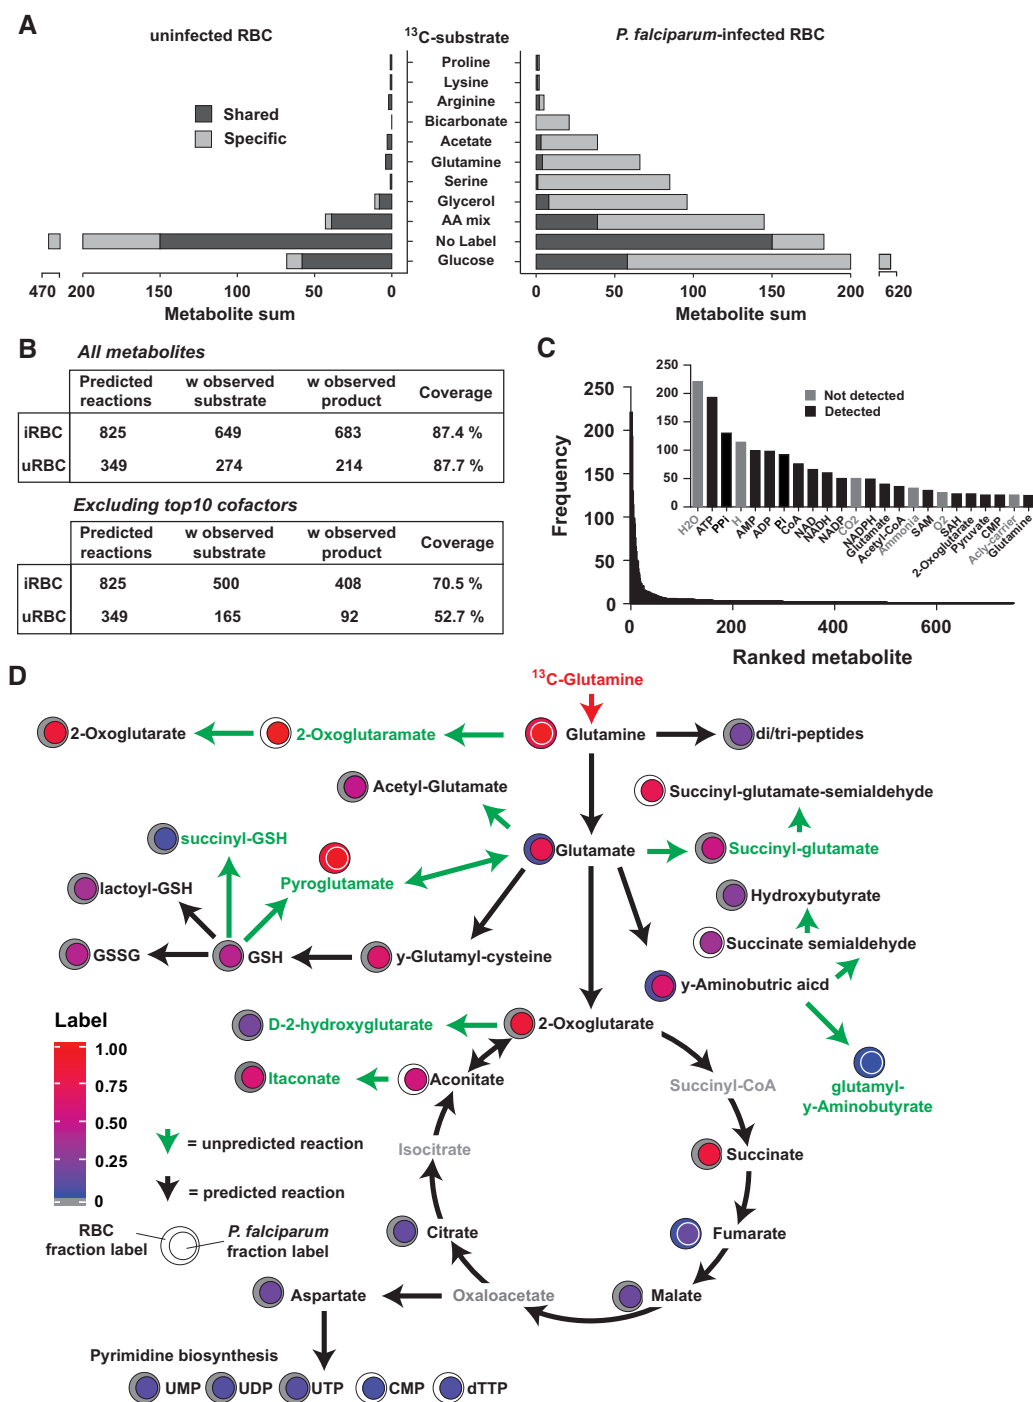 A
uninfected RBC
13C-substrate
P. falciparum-infected RBC
Shared
Specific
Proline
Lysine
Arginine
Bicarbonate
Acetate
Glutamine
Serine
Glycerol
AA mix
No Label
Glucose
470 200 150 100 50 0
0 50 100 150 200 620
Metabolite sum
Metabolite sum
B
All metabolites
Predicted reactions w observed substrate w observed product Coverage
iRBC 825 649 683 87.4 %
uRBC 349 274 214 87.7 %
Excluding top10 cofactors
Predicted reactions w observed substrate w observed product Coverage
iRBC 825 500 408 70.5 %
uRBC 349 165 92 52.7 %
C
Frequency
250
200
150
100
50
0
0 200 400 600
Ranked metabolite
250
200
150
100
50
0
Not detected
Detected
H2O
ATP
PPi
H
AMP
ADP
Pi
CoA
NAD
NADH
NADP
CO2
NADPH
Glutamate
Acetyl-CoA
Ammonia
SAM
O2
SAH
2-Oxoglutarate
Pyruvate
CMP
Acly-carrier
Glutamine
D
13C-Glutamine
2-Oxoglutarate
2-Oxoglutaramate
Glutamine
di/tri-peptides
Acetyl-Glutamate
Succinyl-glutamate-semialdehyde
succinyl-GSH
Pyroglutamate
Glutamate
Succinyl-glutamate
lactoyl-GSH
Hydroxybutyrate
GSSG
GSH
y-Glutamyl-cysteine
Succinate semialdehyde
y-Aminobutric aicd
D-2-hydroxyglutarate
2-Oxoglutarate
Itaconate
Aconitate
Succinyl-CoA
glutamyl-
y-Aminobutyrate
Label
1.00
0.75
0.50
0.25
0
= unpredicted reaction
= predicted reaction
RBC
fraction label
P. falciparum
fraction label
Isocitrate
Succinate
Citrate
Fumarate
Aspartate
Oxaloacetate
Malate
Pyrimidine biosynthesis
UMP
UDP
UTP
CMP
dTTP